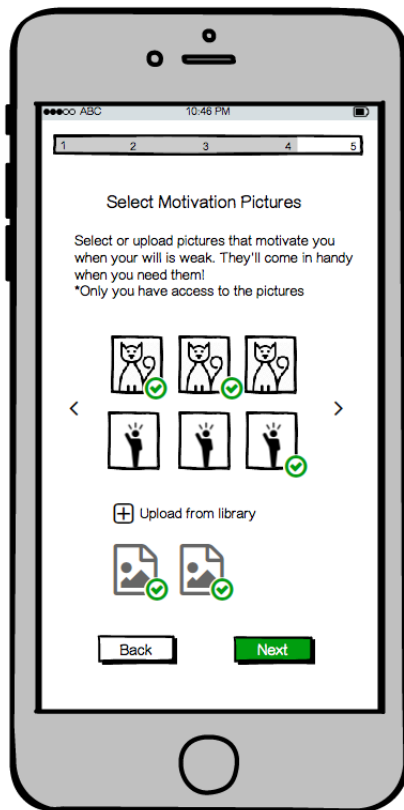 ABC 10:46 PM
1 2 3 4 5
Select Motivation Pictures
Select or upload pictures that motivate you
when your will is weak. They'll come in handy
when you need them!
*Only you have access to the pictures
Upload from library
Back Next